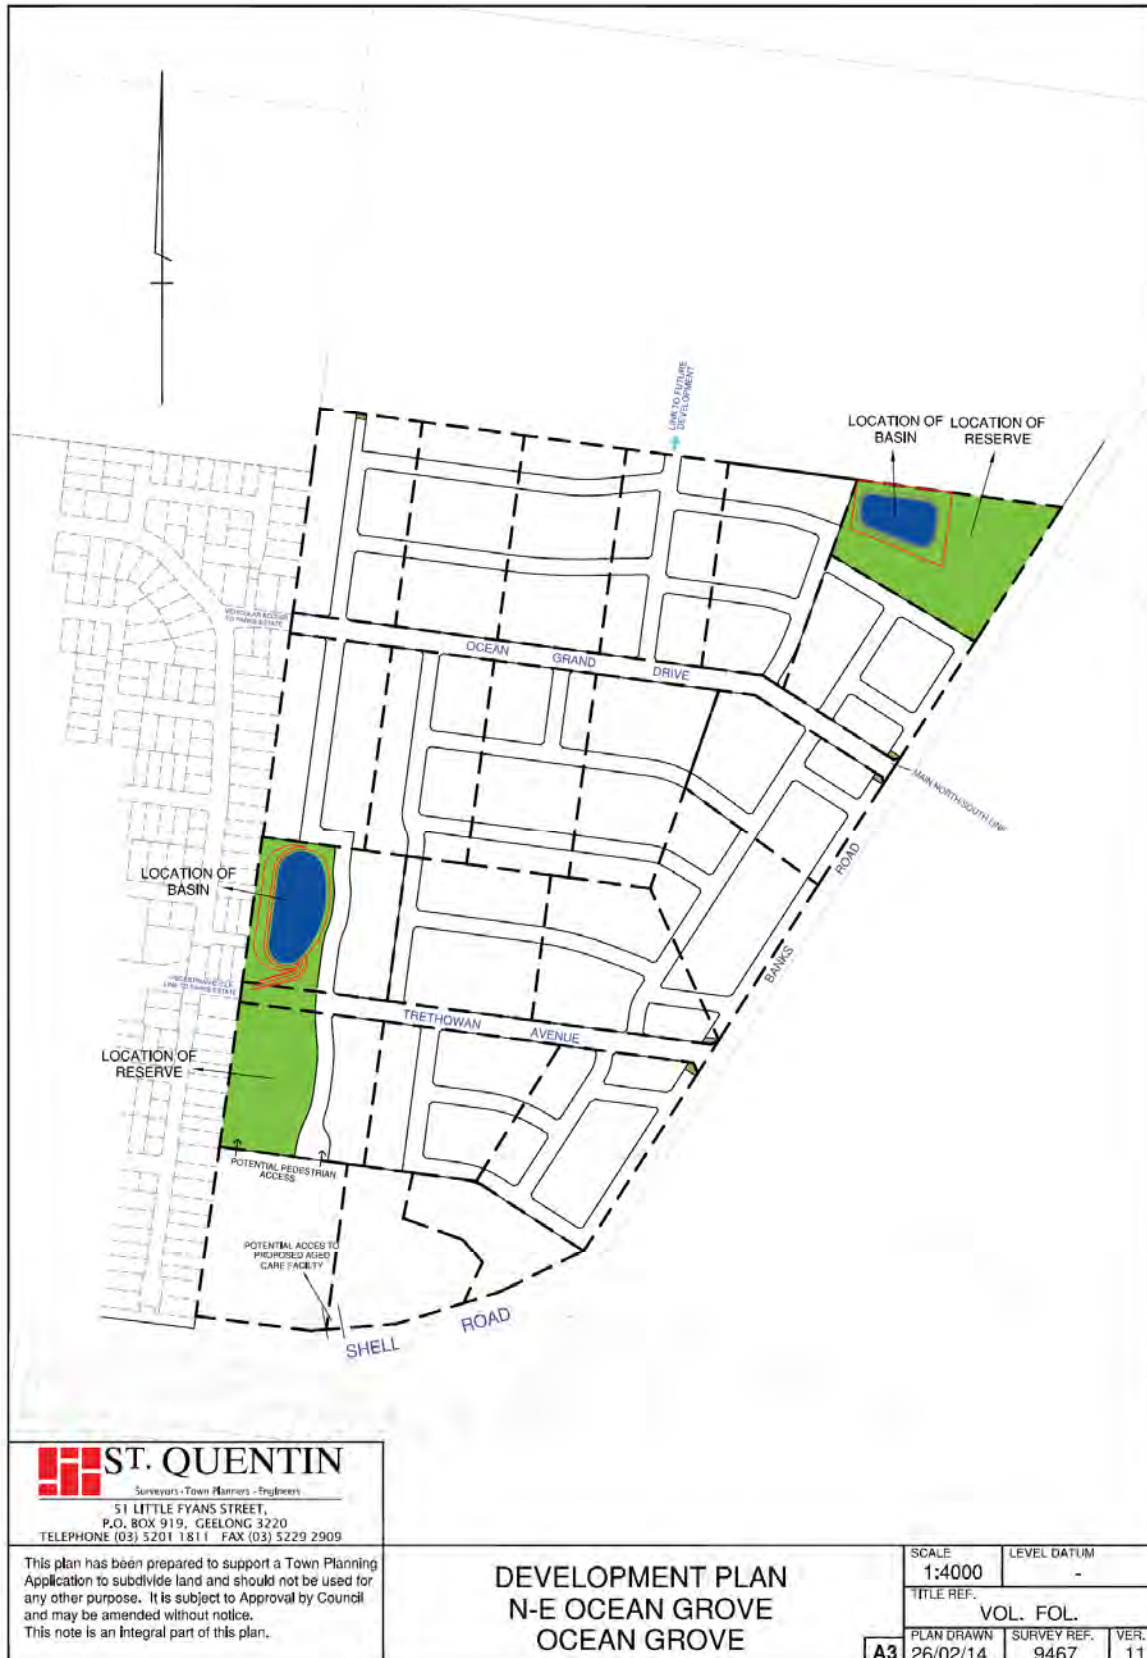 LINK TO FUTURE
DEVELOPMENT
LOCATION OF
BASIN
LOCATION OF
RESERVE
VEHICULAR ACCESS
TO PARKS ESTATE
OCEAN GRAND DRIVE
MAIN NORTH-SOUTH LINK
BANKS ROAD
LOCATION OF
BASIN
LINK TO PARKS ESTATE
TRETHOWAN AVENUE
LOCATION OF
RESERVE
POTENTIAL PEDESTRIAN
ACCESS
POTENTIAL ACCES TO
PROPOSED AGED
CARE FACILTY
SHELL ROAD
ST. QUENTIN
Surveyors - Town Planners - Engineers
51 LITTLE FYANS STREET,
P.O. BOX 919, GEELONG 3220
TELEPHONE (03) 5201 1811 FAX (03) 5229 2909
This plan has been prepared to support a Town Planning
Application to subdivide land and should not be used for
any other purpose. It is subject to Approval by Council
and may be amended without notice.
This note is an integral part of this plan.
DEVELOPMENT PLAN
N-E OCEAN GROVE
OCEAN GROVE
A3
SCALE
1:4000
LEVEL DATUM
-
TITLE REF.
VOL. FOL.
PLAN DRAWN
26/02/14
SURVEY REF.
9467
VER.
11